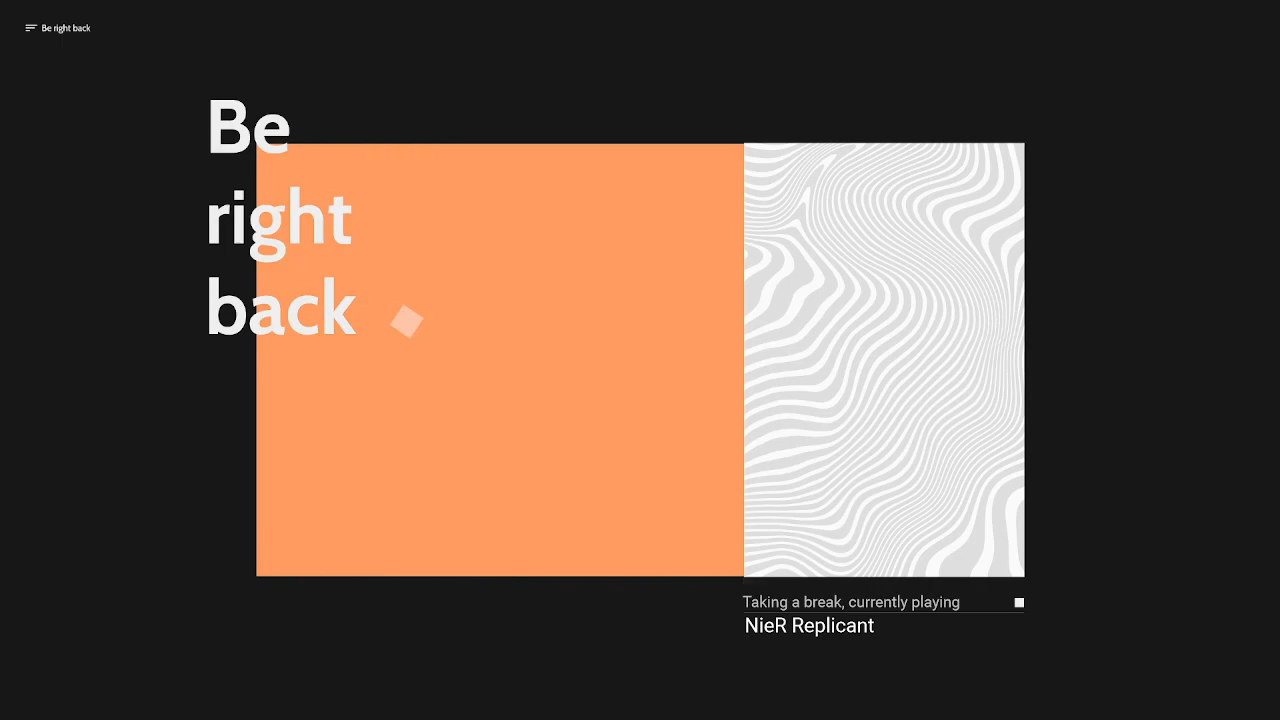 Be right back
Be
right
back
Taking a break, currently playing
NieR Replicant